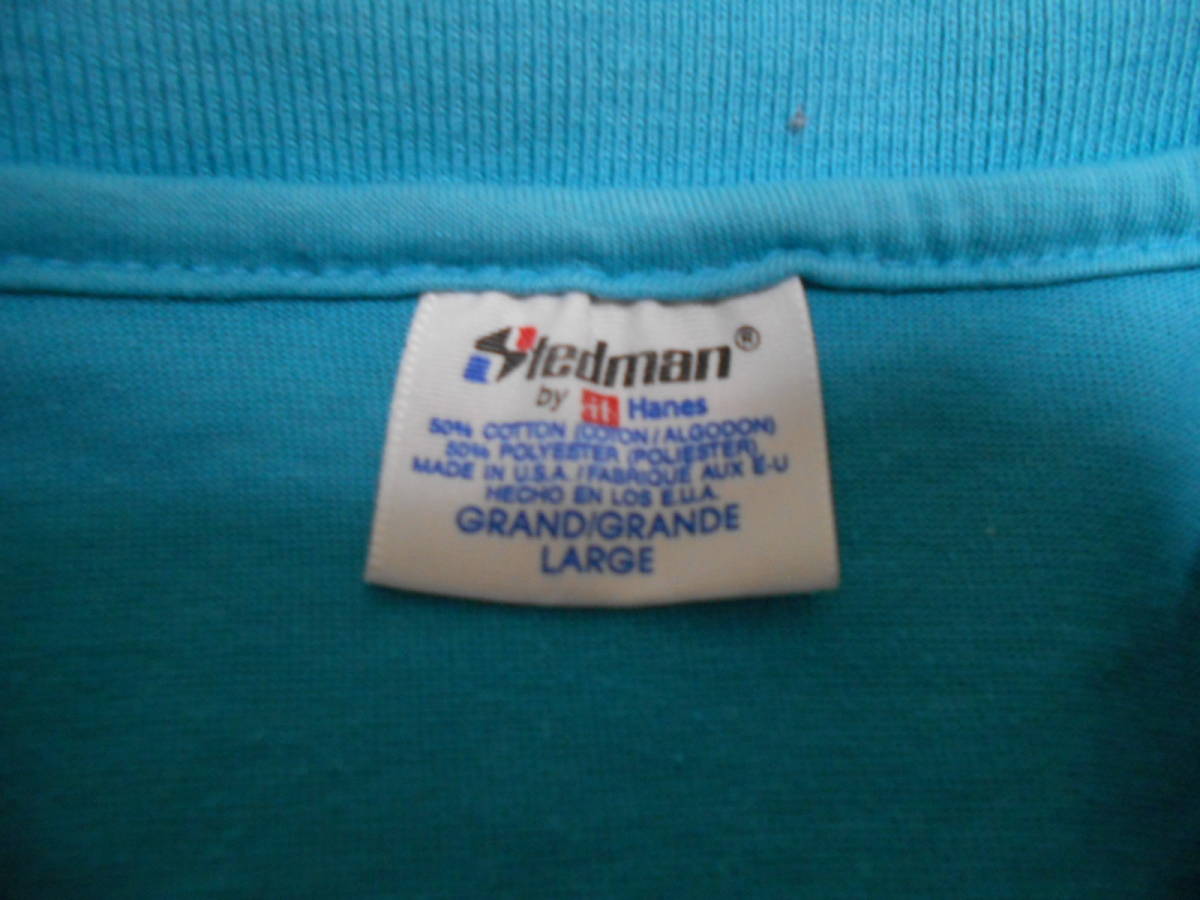 Stedman®
by Hanes
50% COTTON (COTON/ALGODON)
50% POLYESTER (POLIESTER)
MADE IN U.S.A./FABRIQUE AUX E-U
HECHO EN LOS E.U.A.
GRAND/GRANDE
LARGE